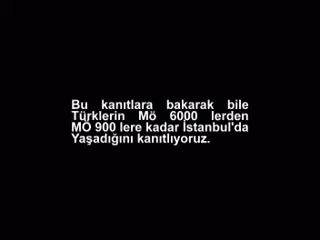 Bu kanıtlara bakarak bile
Türklerin Mö 6000 lerden
MÖ 900 lere kadar İstanbul'da
Yaşadığını kanıtlıyoruz.